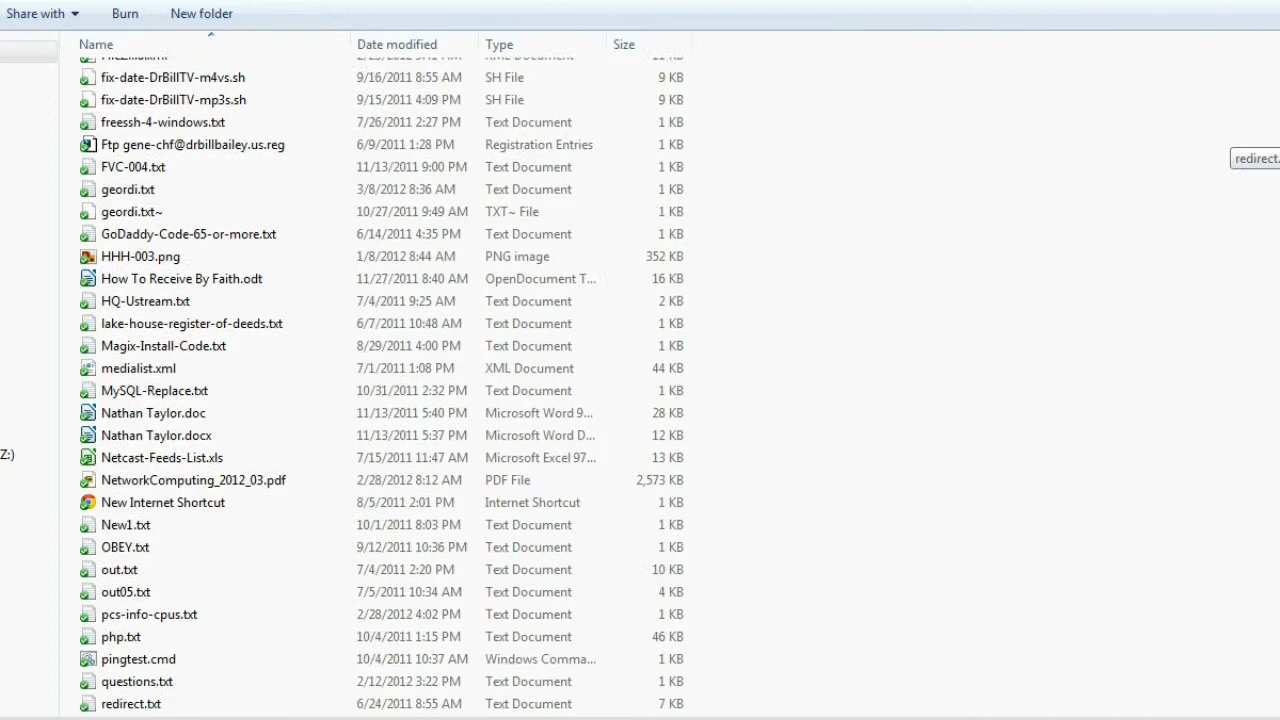 Share with Burn New folder
Name Date modified Type Size
fix-date-DrBillTV-m4vs.sh 9/16/2011 8:55 AM SH File 9 KB
fix-date-DrBillTV-mp3s.sh 9/15/2011 4:09 PM SH File 9 KB
freessh-4-windows.txt 7/26/2011 2:27 PM Text Document 1 KB
Ftp gene-chf@drbillbailey.us.reg 6/9/2011 1:28 PM Registration Entries 1 KB
FVC-004.txt 11/13/2011 9:00 PM Text Document 1 KB
redirect.
geordi.txt 3/8/2012 8:36 AM Text Document 1 KB
geordi.txt~ 10/27/2011 9:49 AM TXT~ File 1 KB
GoDaddy-Code-65-or-more.txt 6/14/2011 4:35 PM Text Document 1 KB
HHH-003.png 1/8/2012 8:44 AM PNG image 352 KB
How To Receive By Faith.odt 11/27/2011 8:40 AM OpenDocument T... 16 KB
HQ-Ustream.txt 7/4/2011 9:25 AM Text Document 2 KB
lake-house-register-of-deeds.txt 6/7/2011 10:48 AM Text Document 1 KB
Magix-Install-Code.txt 8/29/2011 4:00 PM Text Document 1 KB
medialist.xml 7/1/2011 1:08 PM XML Document 44 KB
MySQL-Replace.txt 10/31/2011 2:32 PM Text Document 1 KB
Nathan Taylor.doc 11/13/2011 5:40 PM Microsoft Word 9... 28 KB
Nathan Taylor.docx 11/13/2011 5:37 PM Microsoft Word D... 12 KB
Z:)
Netcast-Feeds-List.xls 7/15/2011 11:47 AM Microsoft Excel 97... 13 KB
NetworkComputing_2012_03.pdf 2/28/2012 8:12 AM PDF File 2,573 KB
New Internet Shortcut 8/5/2011 2:01 PM Internet Shortcut 1 KB
New1.txt 10/1/2011 8:03 PM Text Document 1 KB
OBEY.txt 9/12/2011 10:36 PM Text Document 1 KB
out.txt 7/4/2011 2:20 PM Text Document 10 KB
out05.txt 7/5/2011 10:34 AM Text Document 4 KB
pcs-info-cpus.txt 2/28/2012 4:02 PM Text Document 1 KB
php.txt 10/4/2011 1:15 PM Text Document 46 KB
pingtest.cmd 10/4/2011 10:37 AM Windows Comma... 1 KB
questions.txt 2/12/2012 3:22 PM Text Document 1 KB
redirect.txt 6/24/2011 8:55 AM Text Document 7 KB